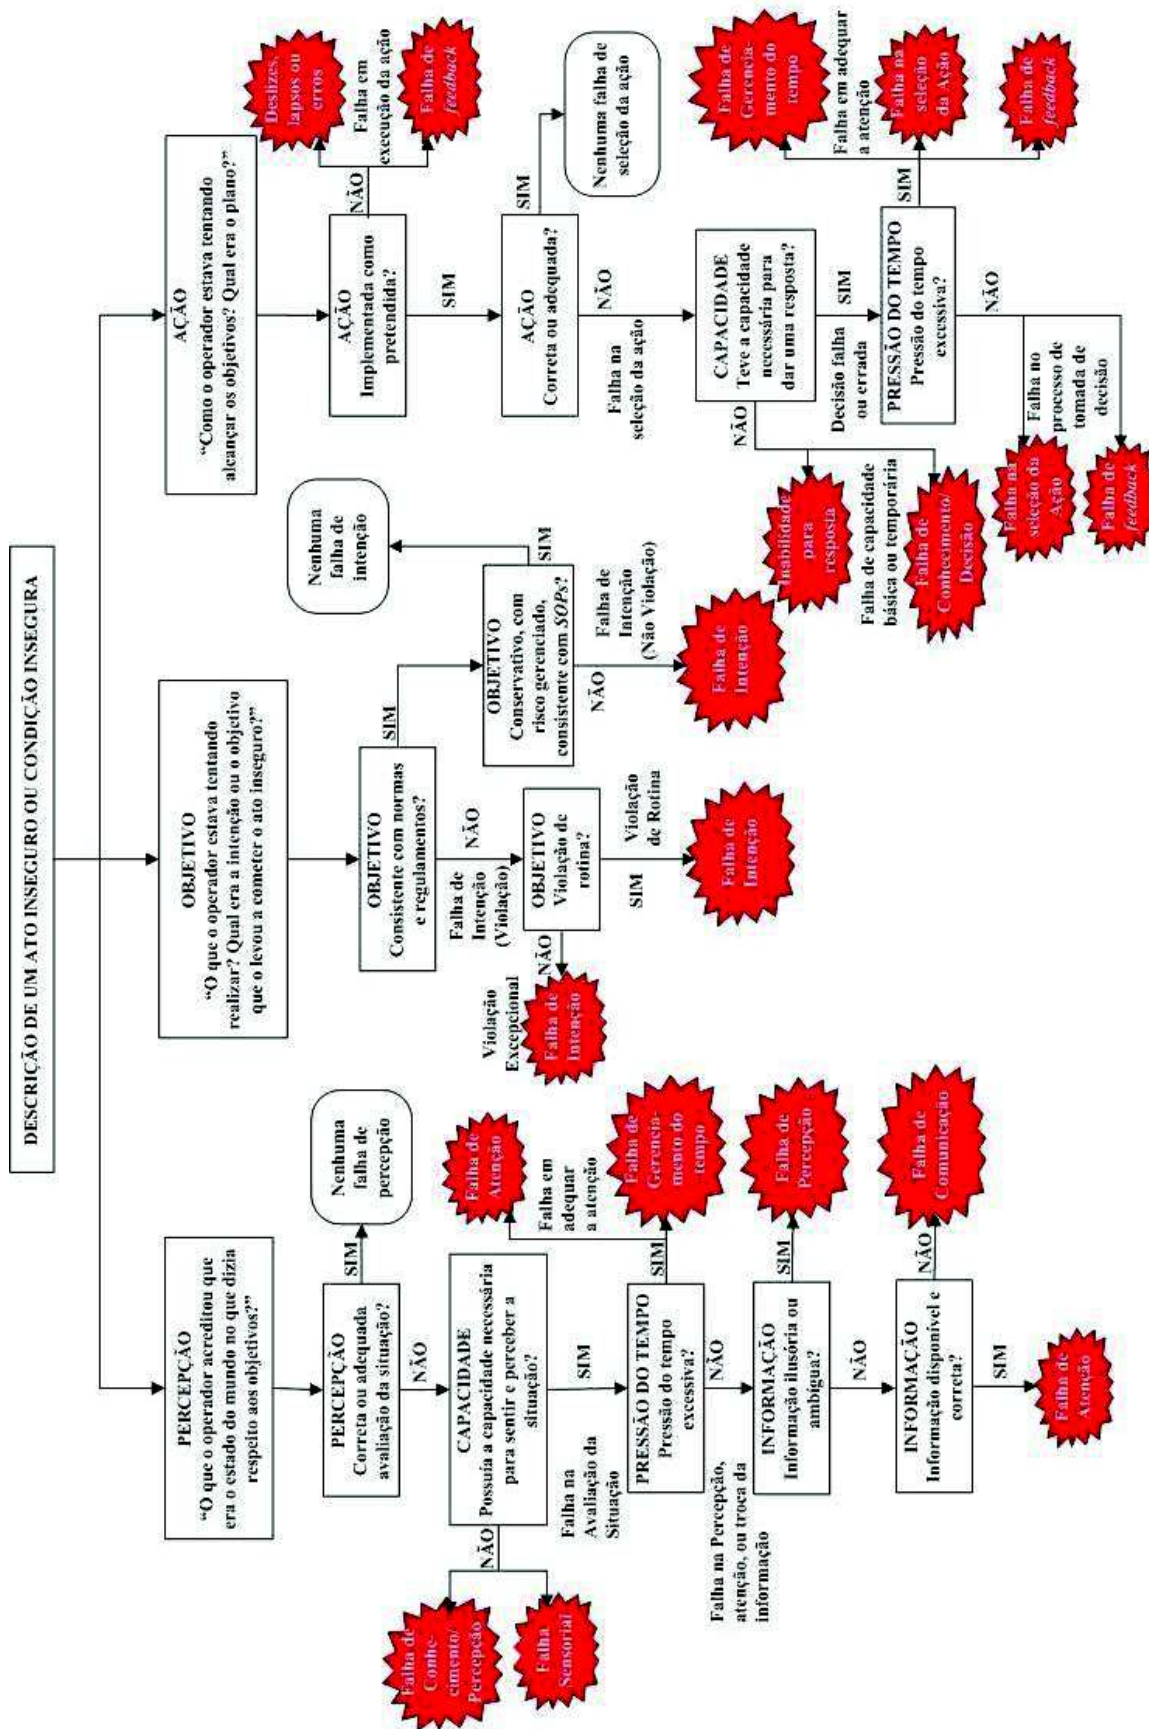 DESCRIÇÃO DE UM ATO INSEGURO OU CONDIÇÃO INSEGURA
PERCEPÇÃO
“O que o operador acreditou que
era o estado do mundo no que dizia
respeito aos objetivos?”
PERCEPÇÃO
Correta ou adequada
avaliação da situação?
SIM
Nenhuma
falha de
percepção
NÃO
CAPACIDADE
Possuia a capacidade necessária
para sentir e perceber a
situação?
NÃO
Falha de
Conhe-
cimento/
Percepção
Falha
Sensorial
SIM
Falha na
Avaliação da
Situação
PRESSÃO DO TEMPO
Pressão do tempo
excessiva?
SIM
Falha em
adequar
a atenção
Falha de
Atenção
Falha de
Gerencia-
mento do
tempo
NÃO
Falha na Percepção,
atenção, ou troca da
informação
INFORMAÇÃO
Informação ilusória ou
ambígua?
SIM
Falha de
Percepção
NÃO
INFORMAÇÃO
Informação disponível e
correta?
NÃO
Falha de
Comunicação
SIM
Falha de
Atenção
OBJETIVO
“O que o operador estava tentando
realizar? Qual era a intenção ou o objetivo
que o levou a cometer o ato inseguro?”
OBJETIVO
Consistente com normas
e regulamentos?
NÃO
Falha de
Intenção
(Violação)
OBJETIVO
Violação de
rotina?
NÃO
Violação
Excepcional
Falha de
Intenção
SIM
Violação
de Rotina
Falha de
Intenção
SIM
OBJETIVO
Conservativo, com
risco gerenciado,
consistente com SOPs?
SIM
Nenhuma
falha de
intenção
NÃO
Falha de
Intenção
(Não Violação)
Falha de
Intenção
AÇÃO
“Como o operador estava tentando
alcançar os objetivos? Qual era o plano?”
AÇÃO
Implementada como
pretendida?
NÃO
Falha em
execução da ação
Deslizes,
lapsos ou
erros
Falha de
feedback
SIM
AÇÃO
Correta ou adequada?
SIM
Nenhuma falha de
seleção da ação
NÃO
Falha na
seleção da ação
CAPACIDADE
Teve a capacidade
necessária para
dar uma resposta?
NÃO
Inabilidade
para
resposta
Falha de capacidade
básica ou temporária
Falha de
Conhecimento/
Decisão
SIM
Decisão falha
ou errada
PRESSÃO DO TEMPO
Pressão do tempo
excessiva?
SIM
Falha em adequar
a atenção
Falha de
Gerencia-
mento do
tempo
Falha na
seleção
da Ação
Falha de
feedback
NÃO
Falha no
processo de
tomada de
decisão
Falha na
selecção da
Ação
Falha de
feedback